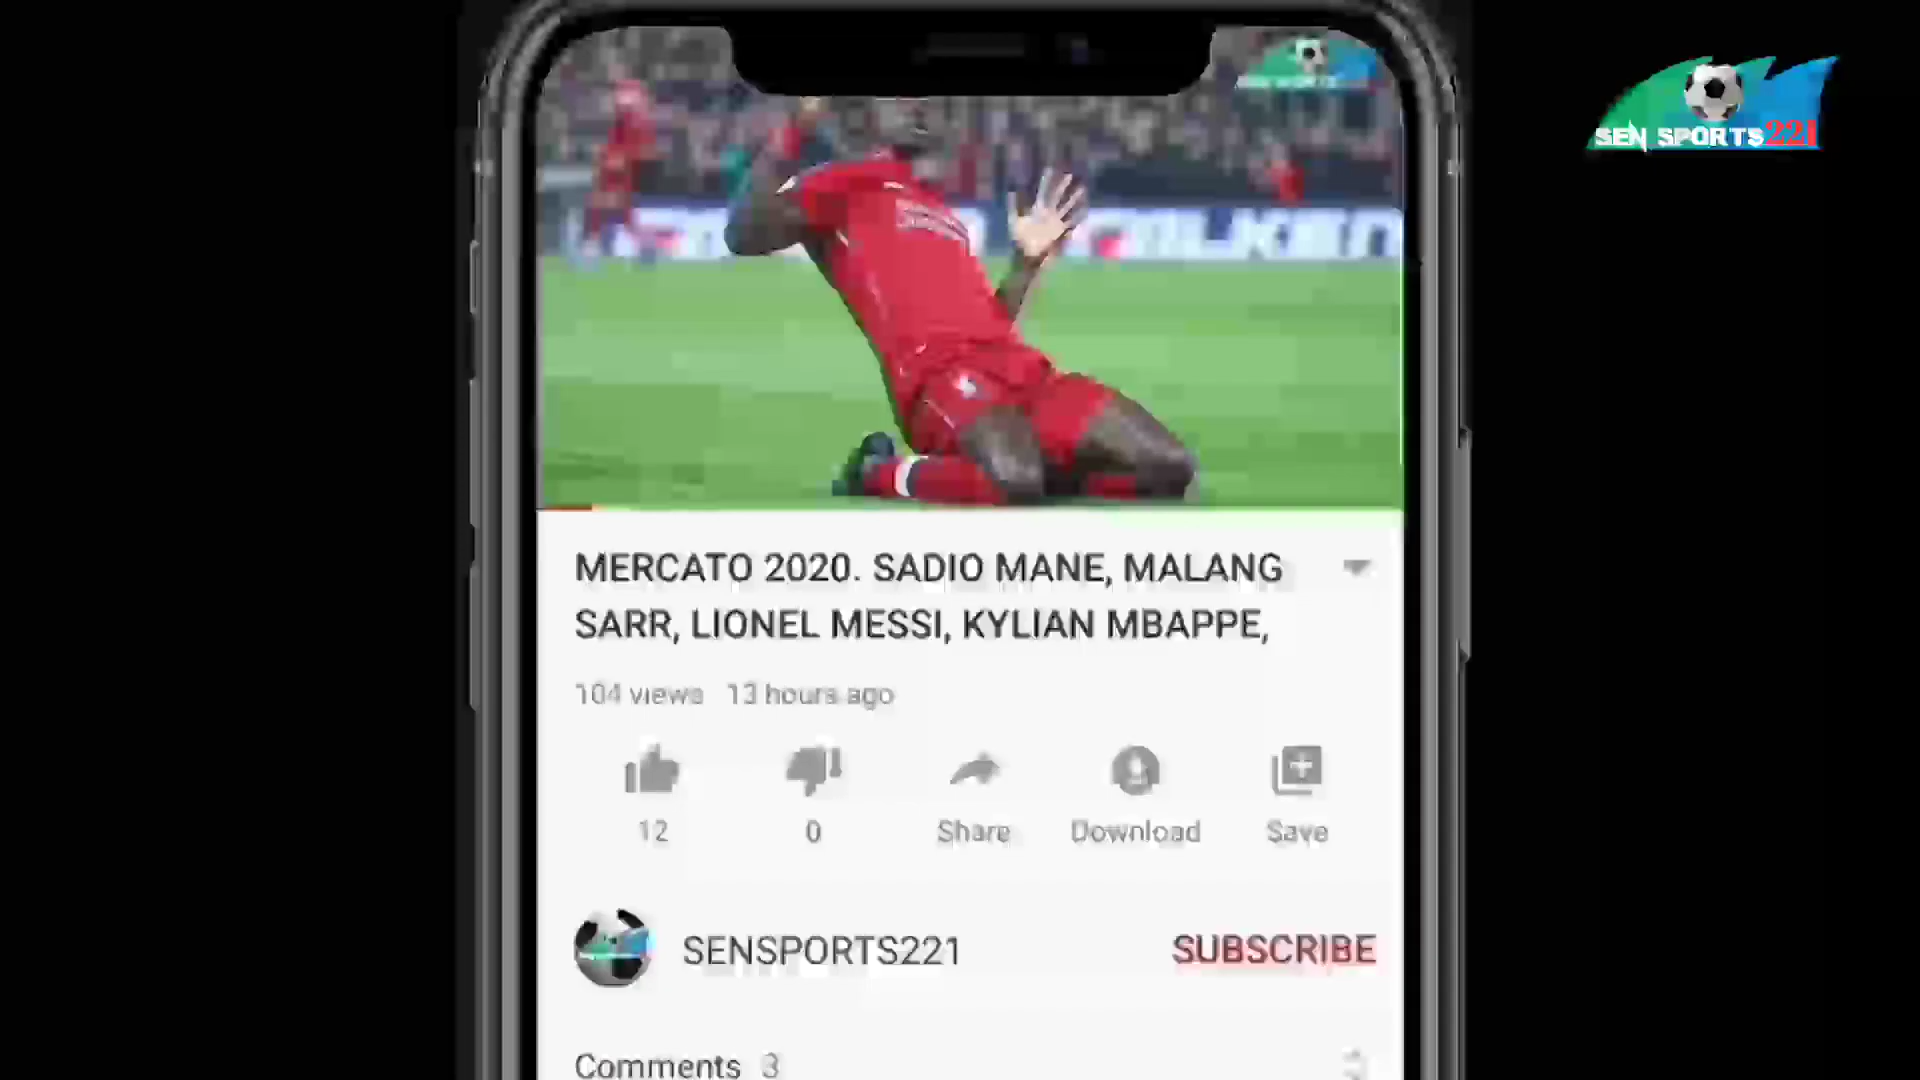 SEN SPORTS221
MERCATO 2020. SADIO MANE, MALANG
SARR, LIONEL MESSI, KYLIAN MBAPPE,
104 views 13 hours ago
12
0
Share
Download
Save
SENSPORTS221
SUBSCRIBE
Comments 3